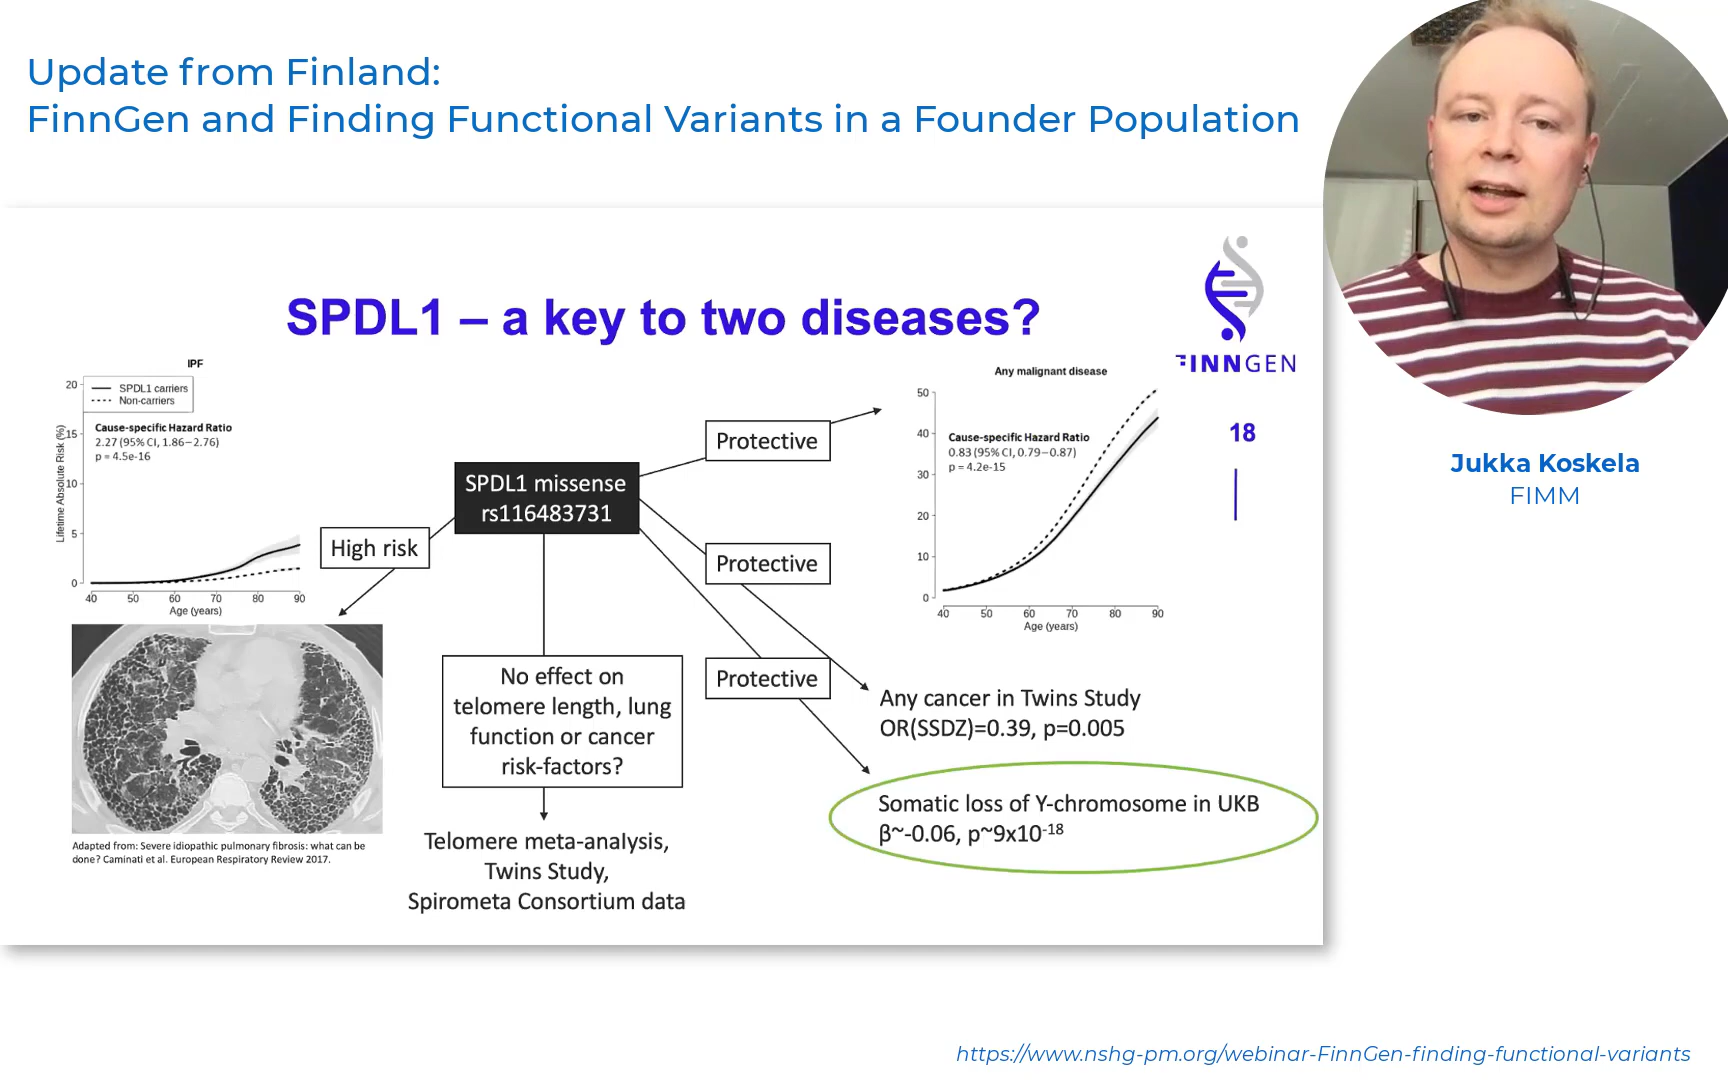 Update from Finland:
FinnGen and Finding Functional Variants in a Founder Population
SPDL1 – a key to two diseases?
FINNGEN
18
Jukka Koskela
FIMM
IPF
SPDL1 carriers
Non-carriers
Cause-specific Hazard Ratio
2.27 (95% CI, 1.86−2.76)
p = 4.5e-16
Lifetime Absolute Risk (%)
20
15
10
5
0
40 50 60 70 80 90
Age (years)
High risk
Adapted from: Severe idiopathic pulmonary fibrosis: what can be
done? Caminati et al. European Respiratory Review 2017.
SPDL1 missense
rs116483731
No effect on
telomere length, lung
function or cancer
risk-factors?
Telomere meta-analysis,
Twins Study,
Spirometa Consortium data
Protective
Protective
Protective
Any malignant disease
50
40
30
20
10
0
Cause-specific Hazard Ratio
0.83 (95% CI, 0.79−0.87)
p = 4.2e-15
40 50 60 70 80 90
Age (years)
Any cancer in Twins Study
OR(SSDZ)=0.39, p=0.005
Somatic loss of Y-chromosome in UKB
β~-0.06, p~9x10⁻¹⁸
https://www.nshg-pm.org/webinar-FinnGen-finding-functional-variants